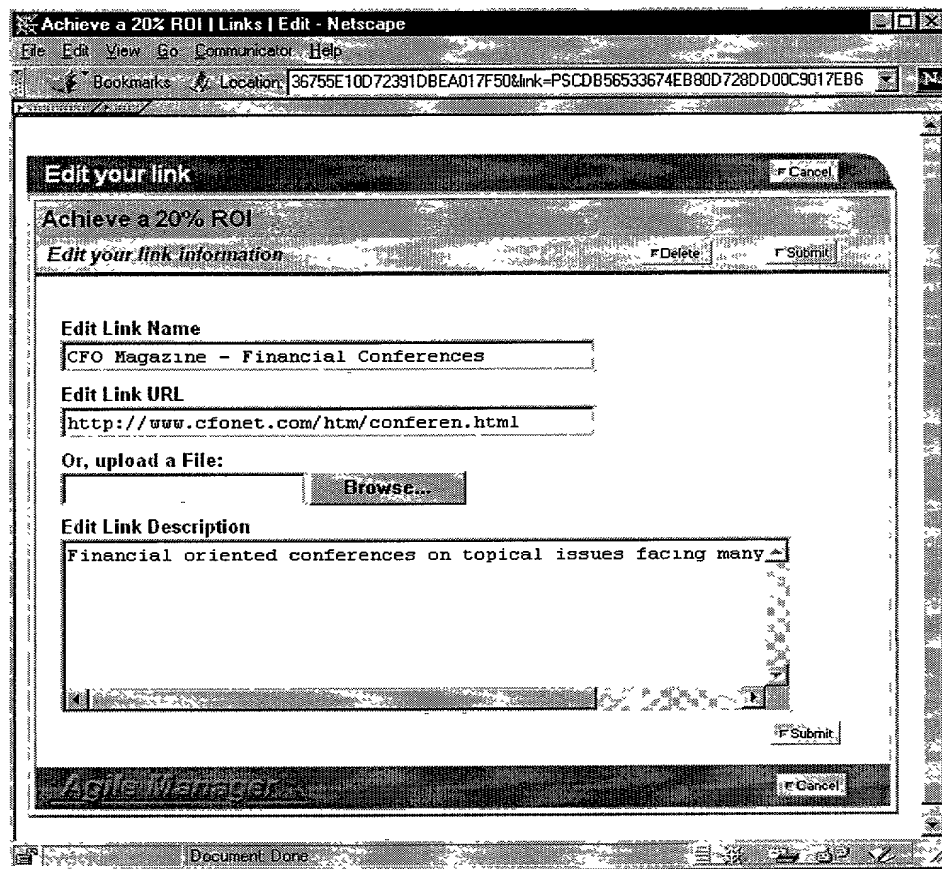 Achieve a 20% ROI | Links | Edit - Netscape
File Edit View Go Communicator Help
Bookmarks Location: 36755E10D72391DBEA017F50&link=PSCDB56533674EB80D728DD00C9017EB6
Edit your link Cancel
Achieve a 20% ROI
Edit your link information Delete Submit
Edit Link Name
CFO Magazine - Financial Conferences
Edit Link URL
http://www.cfonet.com/htm/conferen.html
Or, upload a File:
Browse...
Edit Link Description
Financial oriented conferences on topical issues facing many
Submit
Agile Manager Cancel
Document: Done